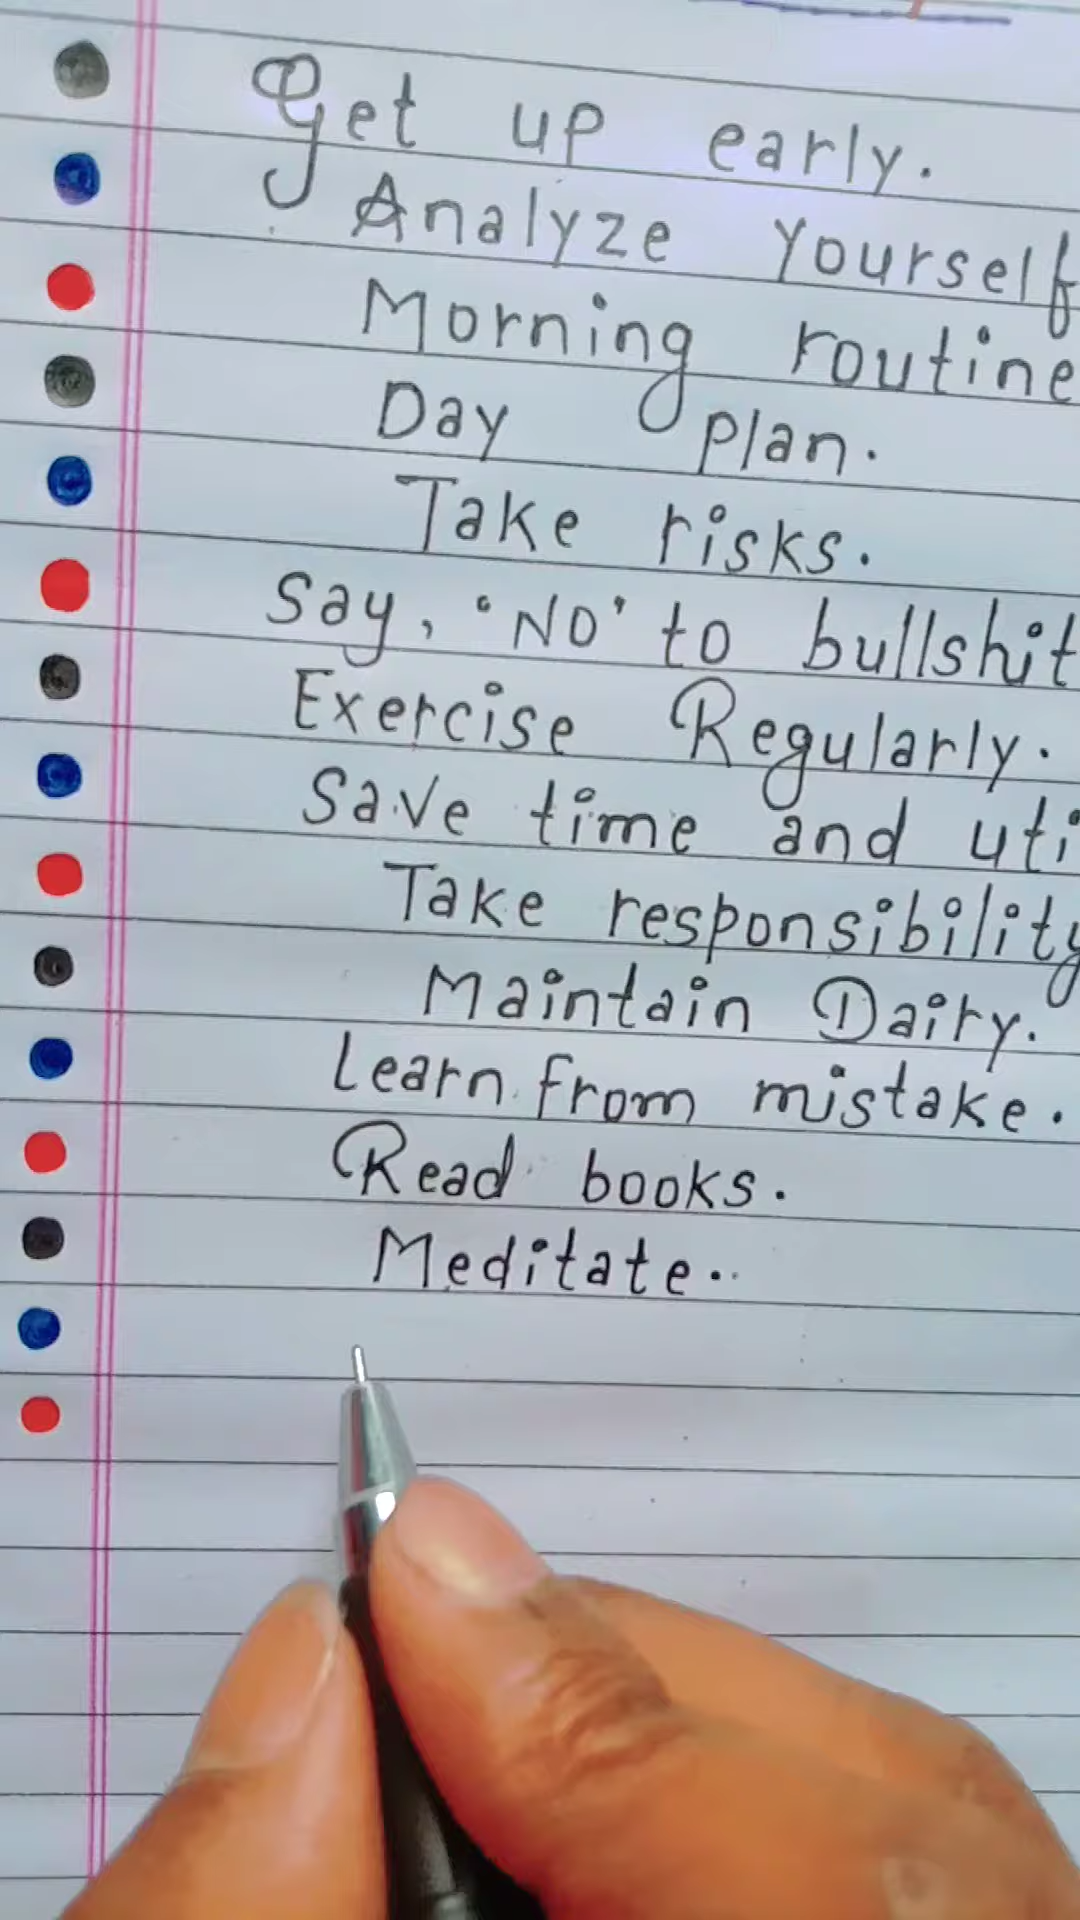 Get up early.
Analyze yourself
Morning routine
Day plan.
Take risks.
Say, 'NO' to bullshit
Exercise Regularly.
Save time and uti
Take responsibility
Maintain Dairy.
Learn from mistake.
Read books.
Meditate..